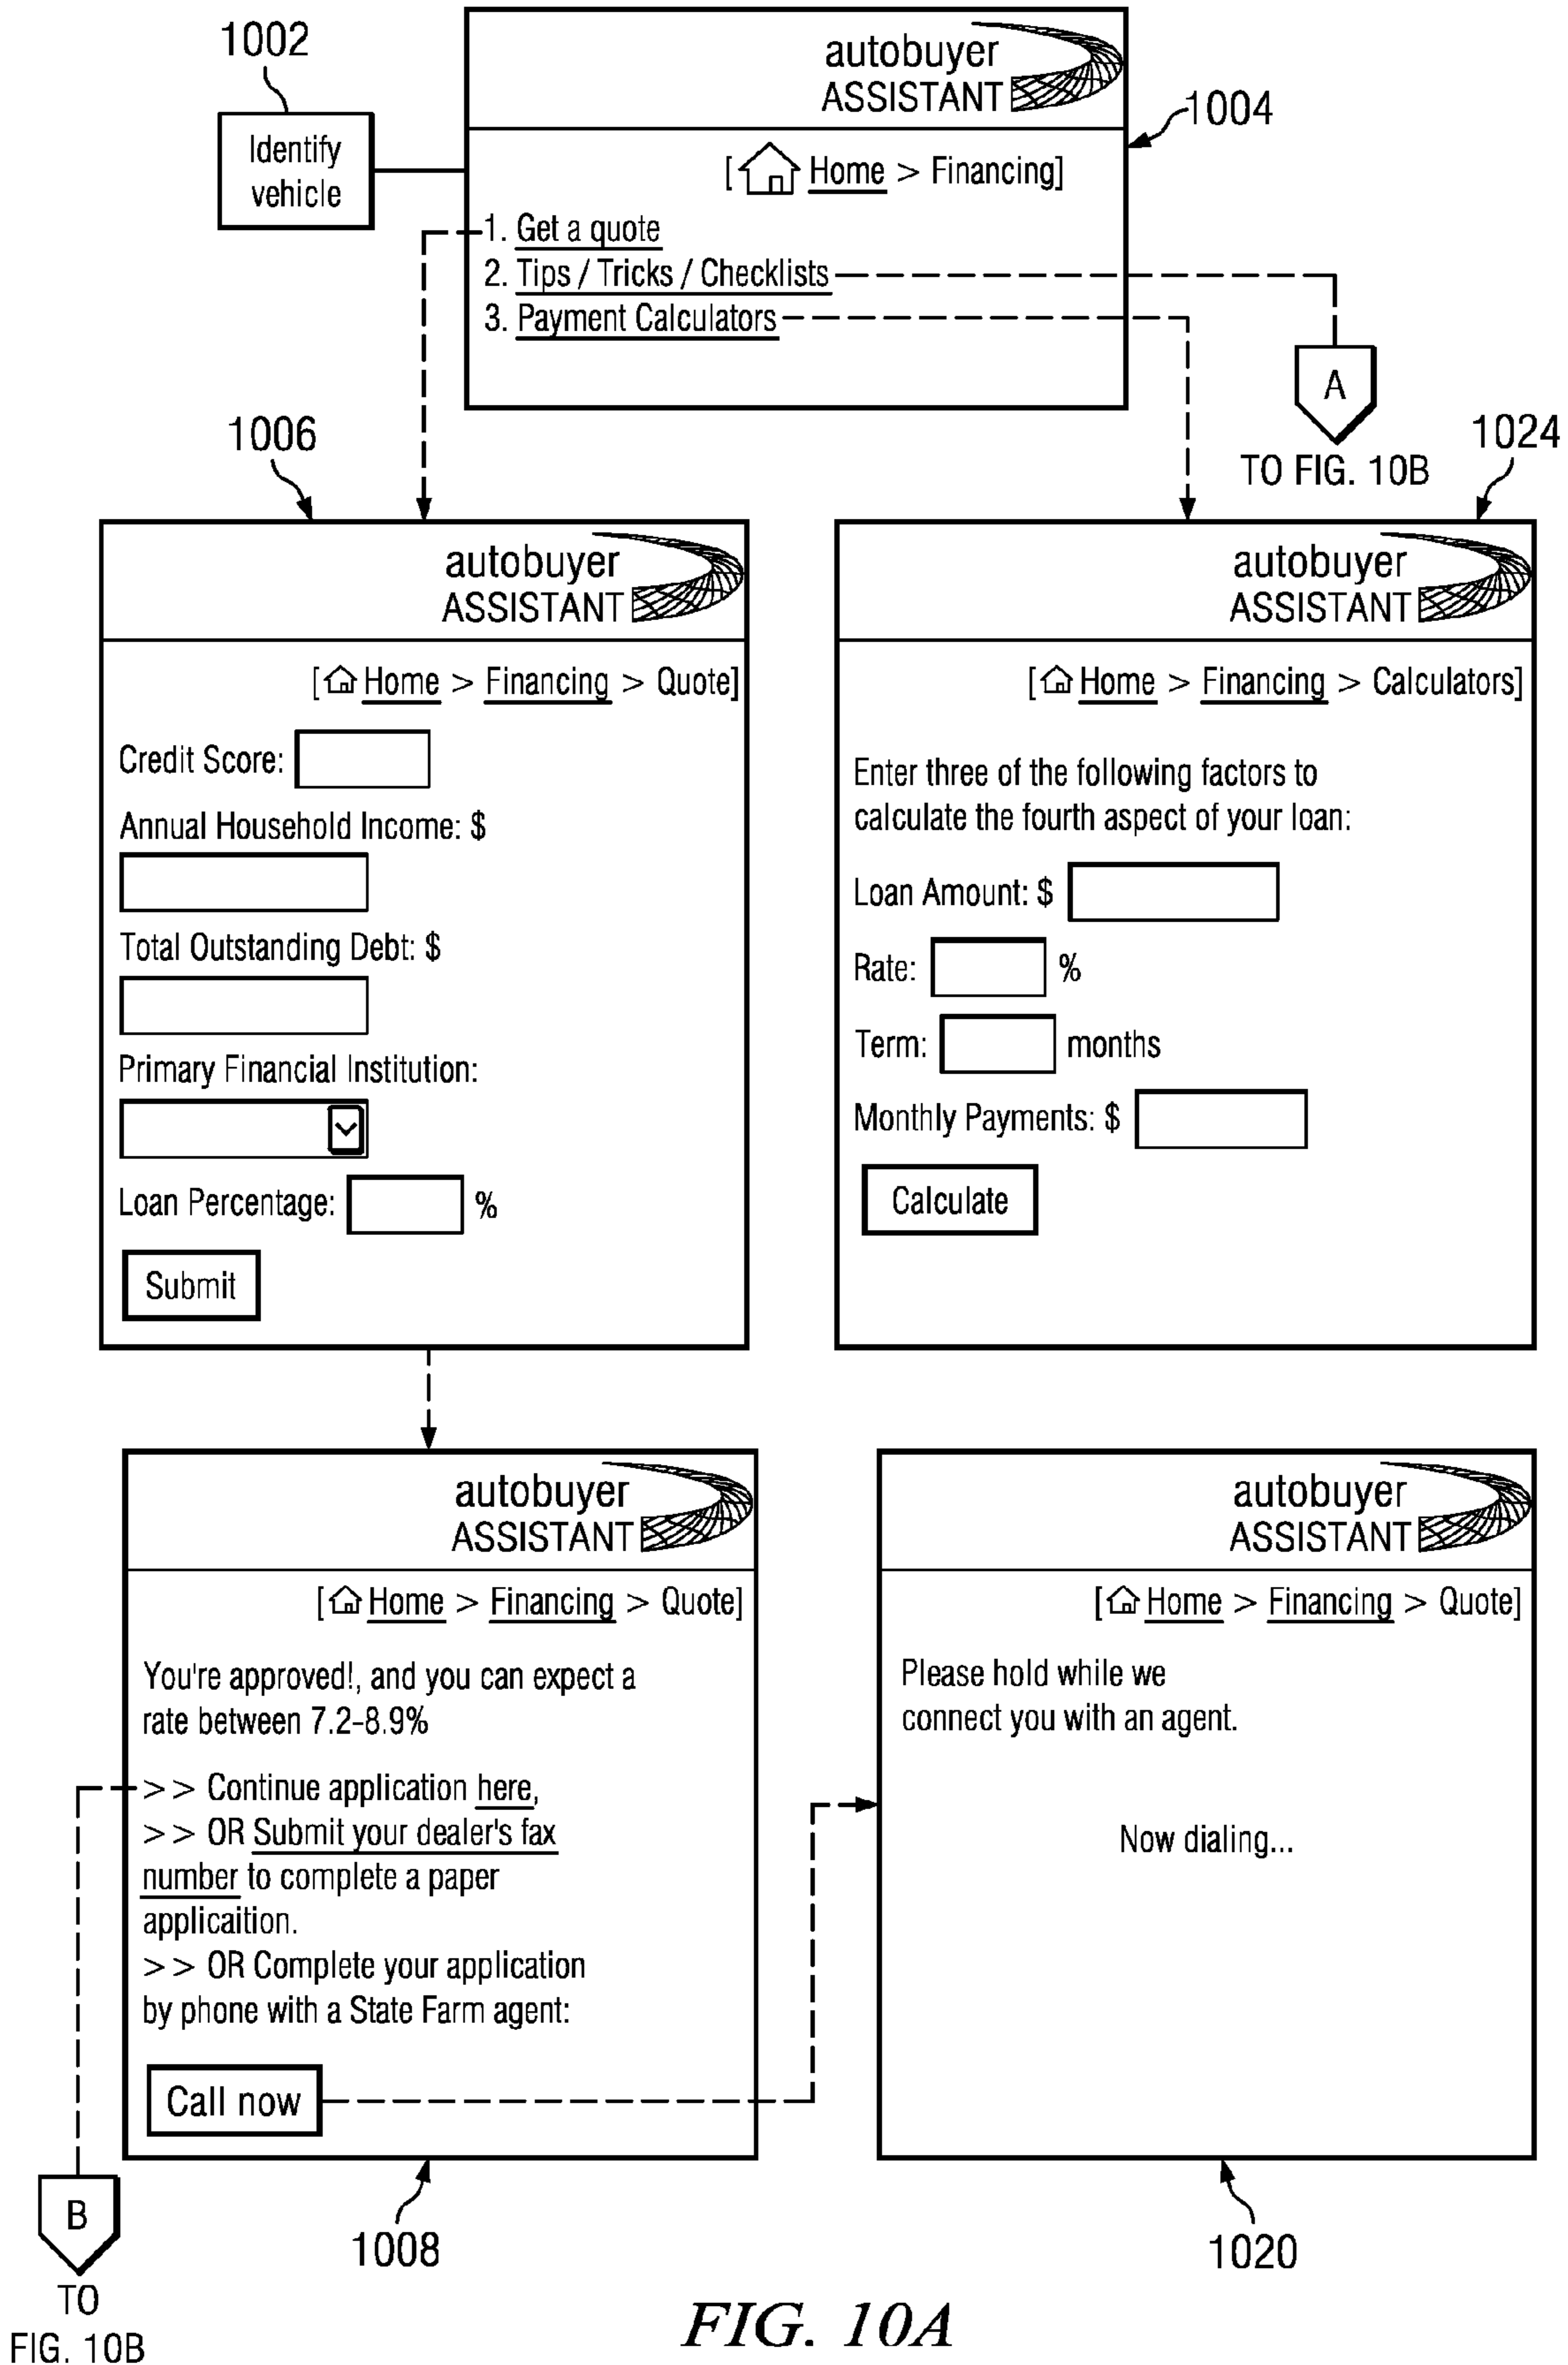 1002
Identify
vehicle
autobuyer
ASSISTANT
1004
[Home > Financing]
1. Get a quote
2. Tips / Tricks / Checklists
3. Payment Calculators
A
TO FIG. 10B
1006
autobuyer
ASSISTANT
[Home > Financing > Quote]
Credit Score:
Annual Household Income: $
Total Outstanding Debt: $
Primary Financial Institution:
Loan Percentage: %
Submit
1024
autobuyer
ASSISTANT
[Home > Financing > Calculators]
Enter three of the following factors to
calculate the fourth aspect of your loan:
Loan Amount: $
Rate: %
Term: months
Monthly Payments: $
Calculate
autobuyer
ASSISTANT
[Home > Financing > Quote]
You're approved!, and you can expect a
rate between 7.2–8.9%
>> Continue application here,
>> OR Submit your dealer's fax
number to complete a paper
applicaition.
>> OR Complete your application
by phone with a State Farm agent:
Call now
1008
B
TO
FIG. 10B
autobuyer
ASSISTANT
[Home > Financing > Quote]
Please hold while we
connect you with an agent.
Now dialing...
1020
FIG. 10A